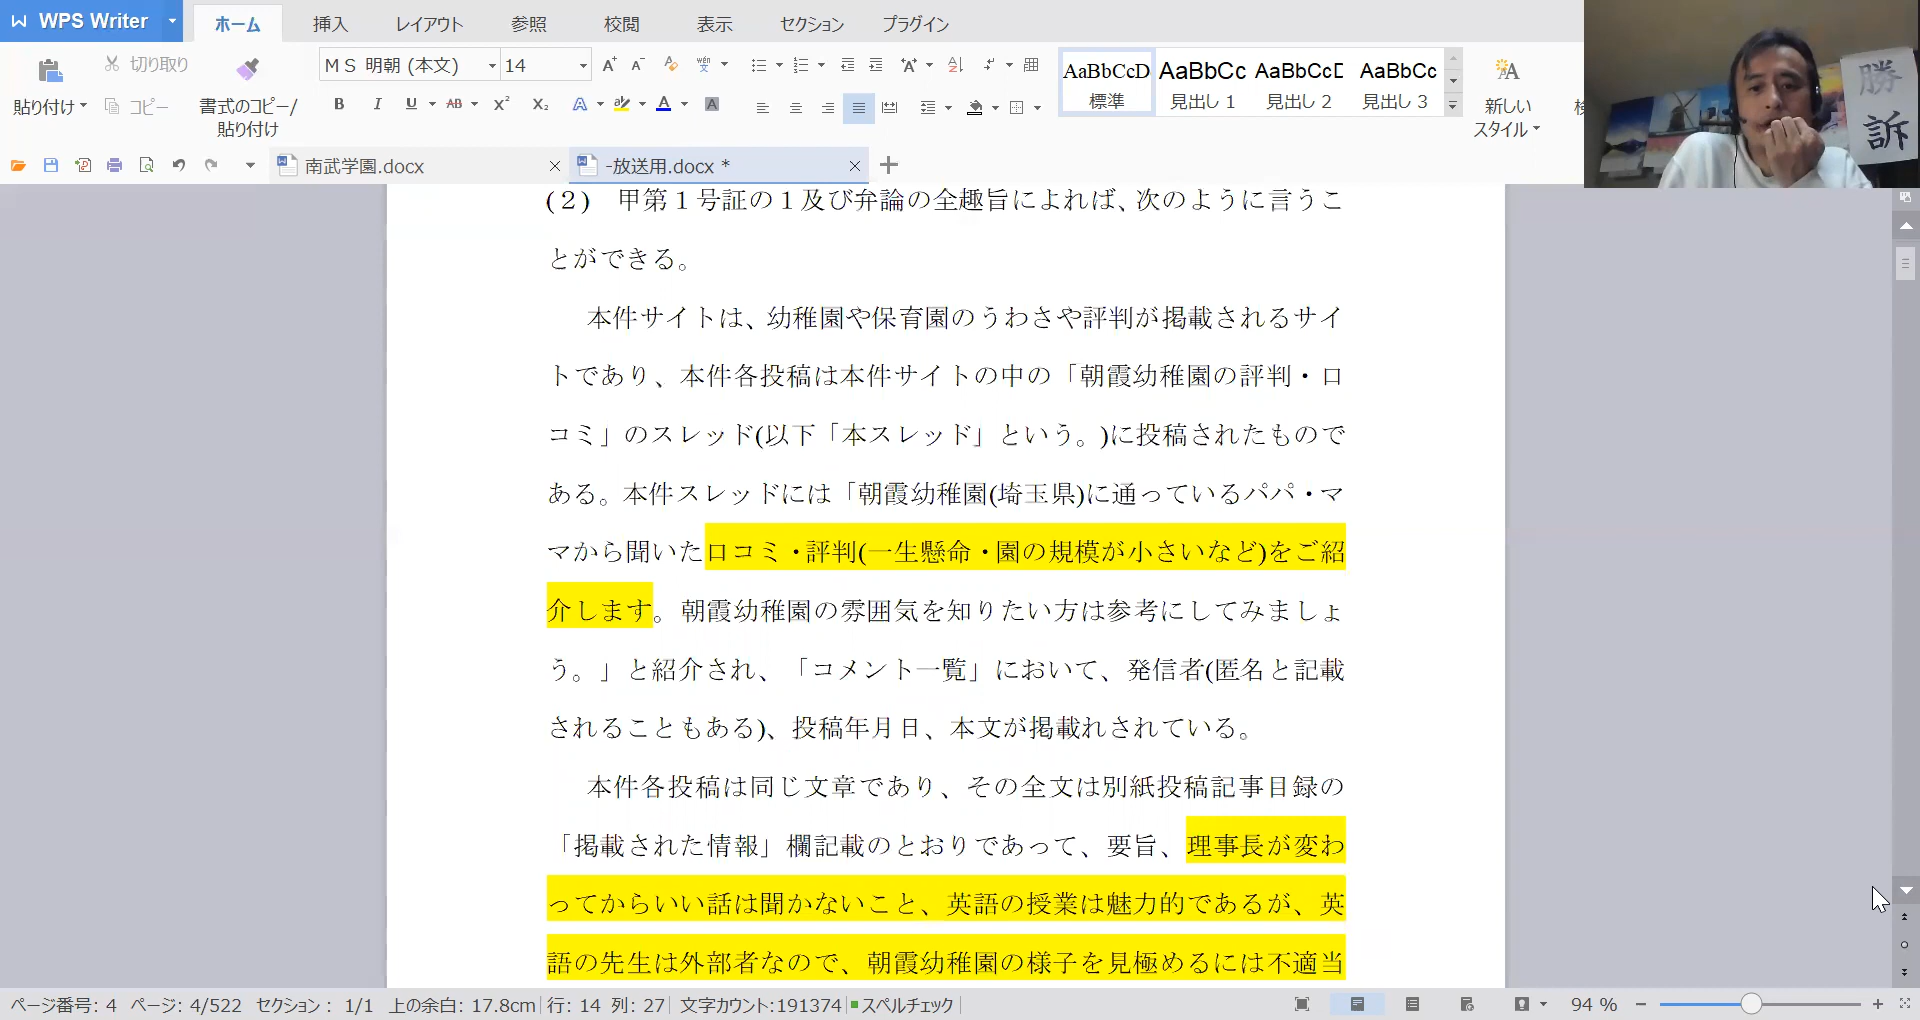 WPS Writer
ホーム
挿入
レイアウト
参照
校閲
表示
セクション
プラグイン
貼り付け
切り取り
コピー
書式のコピー/
貼り付け
ＭＳ 明朝 (本文)
14
AaBbCcD
標準
AaBbCc
見出し 1
AaBbCcD
見出し 2
AaBbCc
見出し 3
新しい
スタイル
勝
訴
南武学園.docx
-放送用.docx *
(２)　甲第１号証の１及び弁論の全趣旨によれば、次のように言うこ
とができる。
本件サイトは、幼稚園や保育園のうわさや評判が掲載されるサイ
トであり、本件各投稿は本件サイトの中の「朝霞幼稚園の評判・口
コミ」のスレッド(以下「本スレッド」という。)に投稿されたもので
ある。本件スレッドには「朝霞幼稚園(埼玉県)に通っているパパ・マ
マから聞いた口コミ・評判(一生懸命・園の規模が小さいなど)をご紹
介します。朝霞幼稚園の雰囲気を知りたい方は参考にしてみましょ
う。」と紹介され、「コメント一覧」において、発信者(匿名と記載
されることもある)、投稿年月日、本文が掲載れされている。
本件各投稿は同じ文章であり、その全文は別紙投稿記事目録の
「掲載された情報」欄記載のとおりであって、要旨、理事長が変わ
ってからいい話は聞かないこと、英語の授業は魅力的であるが、英
語の先生は外部者なので、朝霞幼稚園の様子を見極めるには不適当
ページ番号: 4 ページ: 4/522 セクション: 1/1 上の余白: 17.8cm 行: 14 列: 27 文字カウント:191374 スペルチェック
94 %